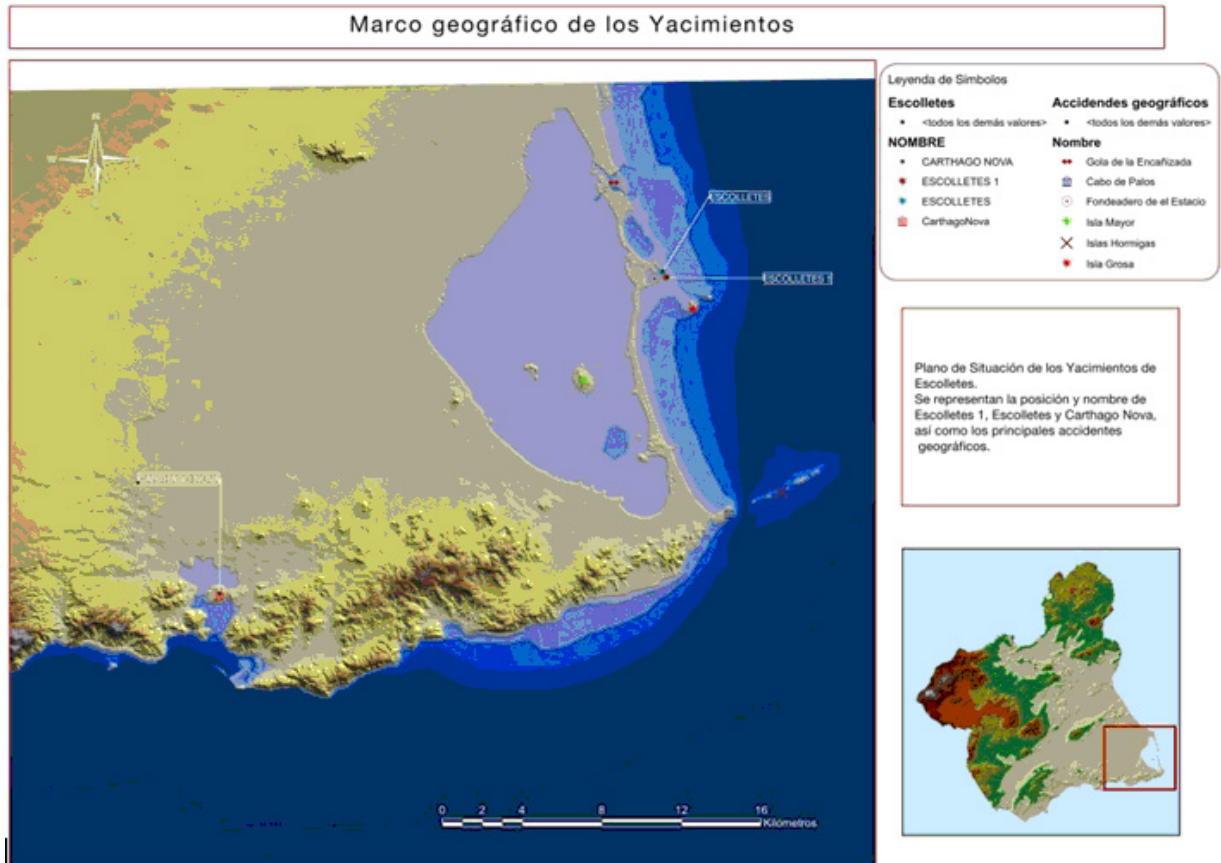 Marco geográfico de los Yacimientos
N
ESCOLLETES
ESCOLLETES 1
CARTHAGO NOVA
0 2 4 8 12 16
Kilómetros
Leyenda de Simbolos
Escolletes
<todos los demás valores>
NOMBRE
CARTHAGO NOVA
ESCOLLETES 1
ESCOLLETES
CarthagoNova
Accidendes geográficos
<todos los demás valores>
Nombre
Gola de la Encañizada
Cabo de Palos
Fondeadero de el Estacio
Isla Mayor
Islas Hormigas
Isla Grosa
Plano de Situación de los Yacimientos de
Escolletes.
Se representan la posición y nombre de
Escolletes 1, Escolletes y Carthago Nova,
así como los principales accidentes
geográficos.